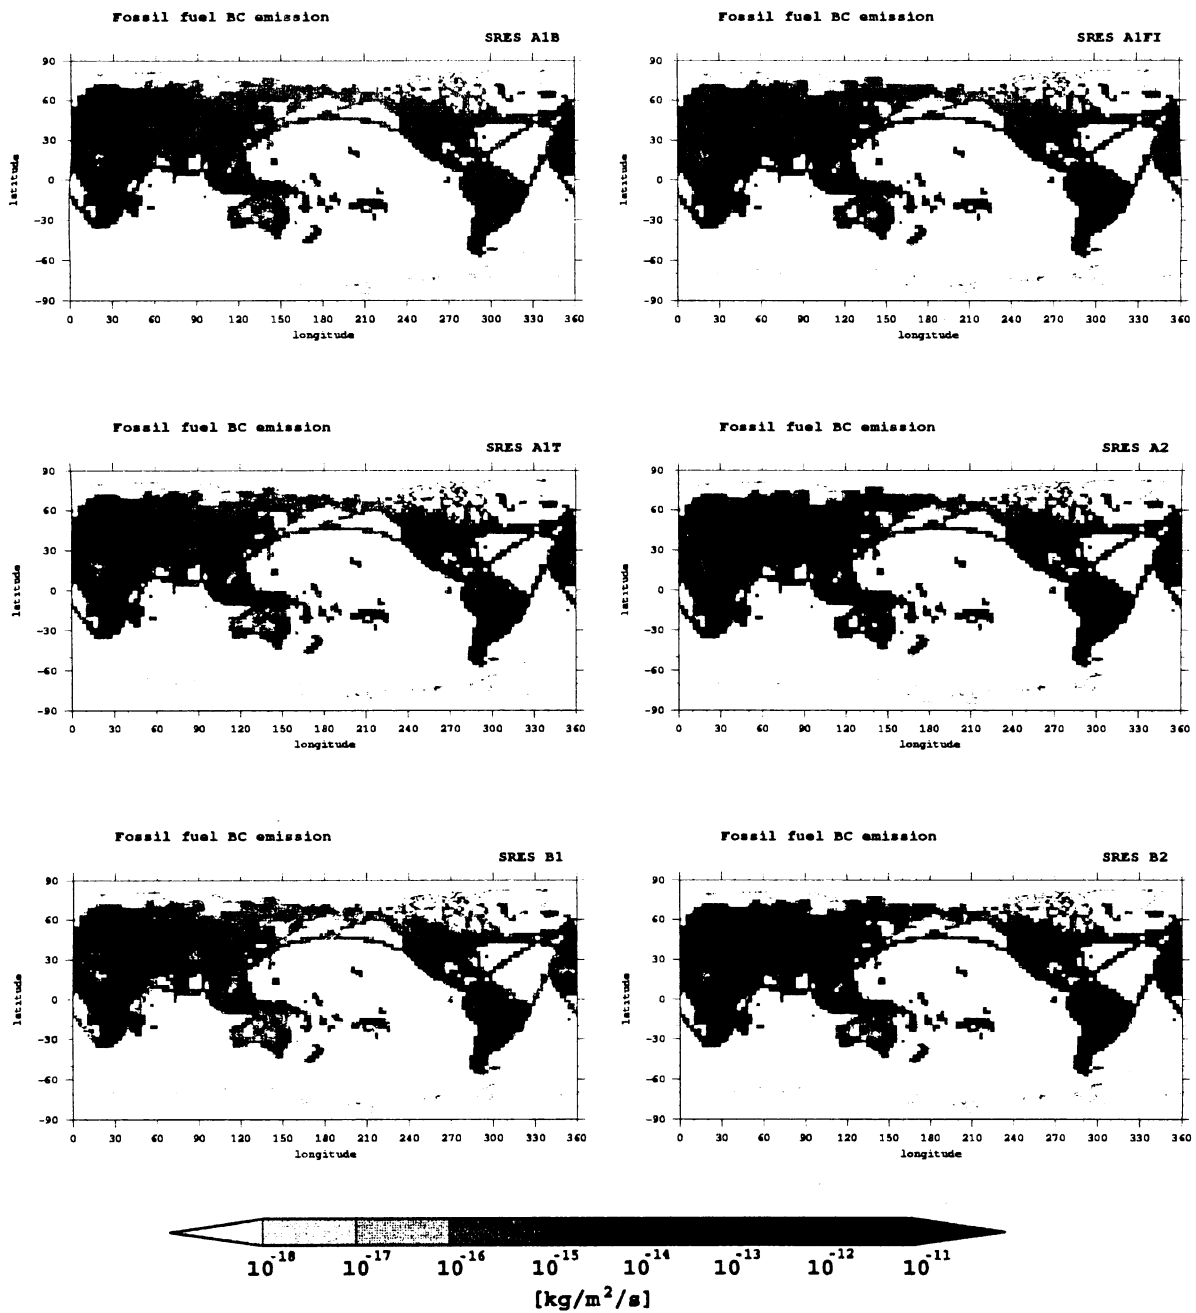 Fossil fuel BC emission
SRES A1B
90
60
30
0
-30
-60
-90
latitude
0 30 60 90 120 150 180 210 240 270 300 330 360
longitude
Fossil fuel BC emission
SRES A1FI
90
60
30
0
-30
-60
-90
latitude
0 30 60 90 120 150 180 210 240 270 300 330 360
longitude
Fossil fuel BC emission
SRES A1T
90
60
30
0
-30
-60
-90
latitude
0 30 60 90 120 150 180 210 240 270 300 330 360
longitude
Fossil fuel BC emission
SRES A2
90
60
30
0
-30
-60
-90
latitude
0 30 60 90 120 150 180 210 240 270 300 330 360
longitude
Fossil fuel BC emission
SRES B1
90
60
30
0
-30
-60
-90
latitude
0 30 60 90 120 150 180 210 240 270 300 330 360
longitude
Fossil fuel BC emission
SRES B2
90
60
30
0
-30
-60
-90
latitude
0 30 60 90 120 150 180 210 240 270 300 330 360
longitude
10⁻¹⁸ 10⁻¹⁷ 10⁻¹⁶ 10⁻¹⁵ 10⁻¹⁴ 10⁻¹³ 10⁻¹² 10⁻¹¹
[kg/m²/s]